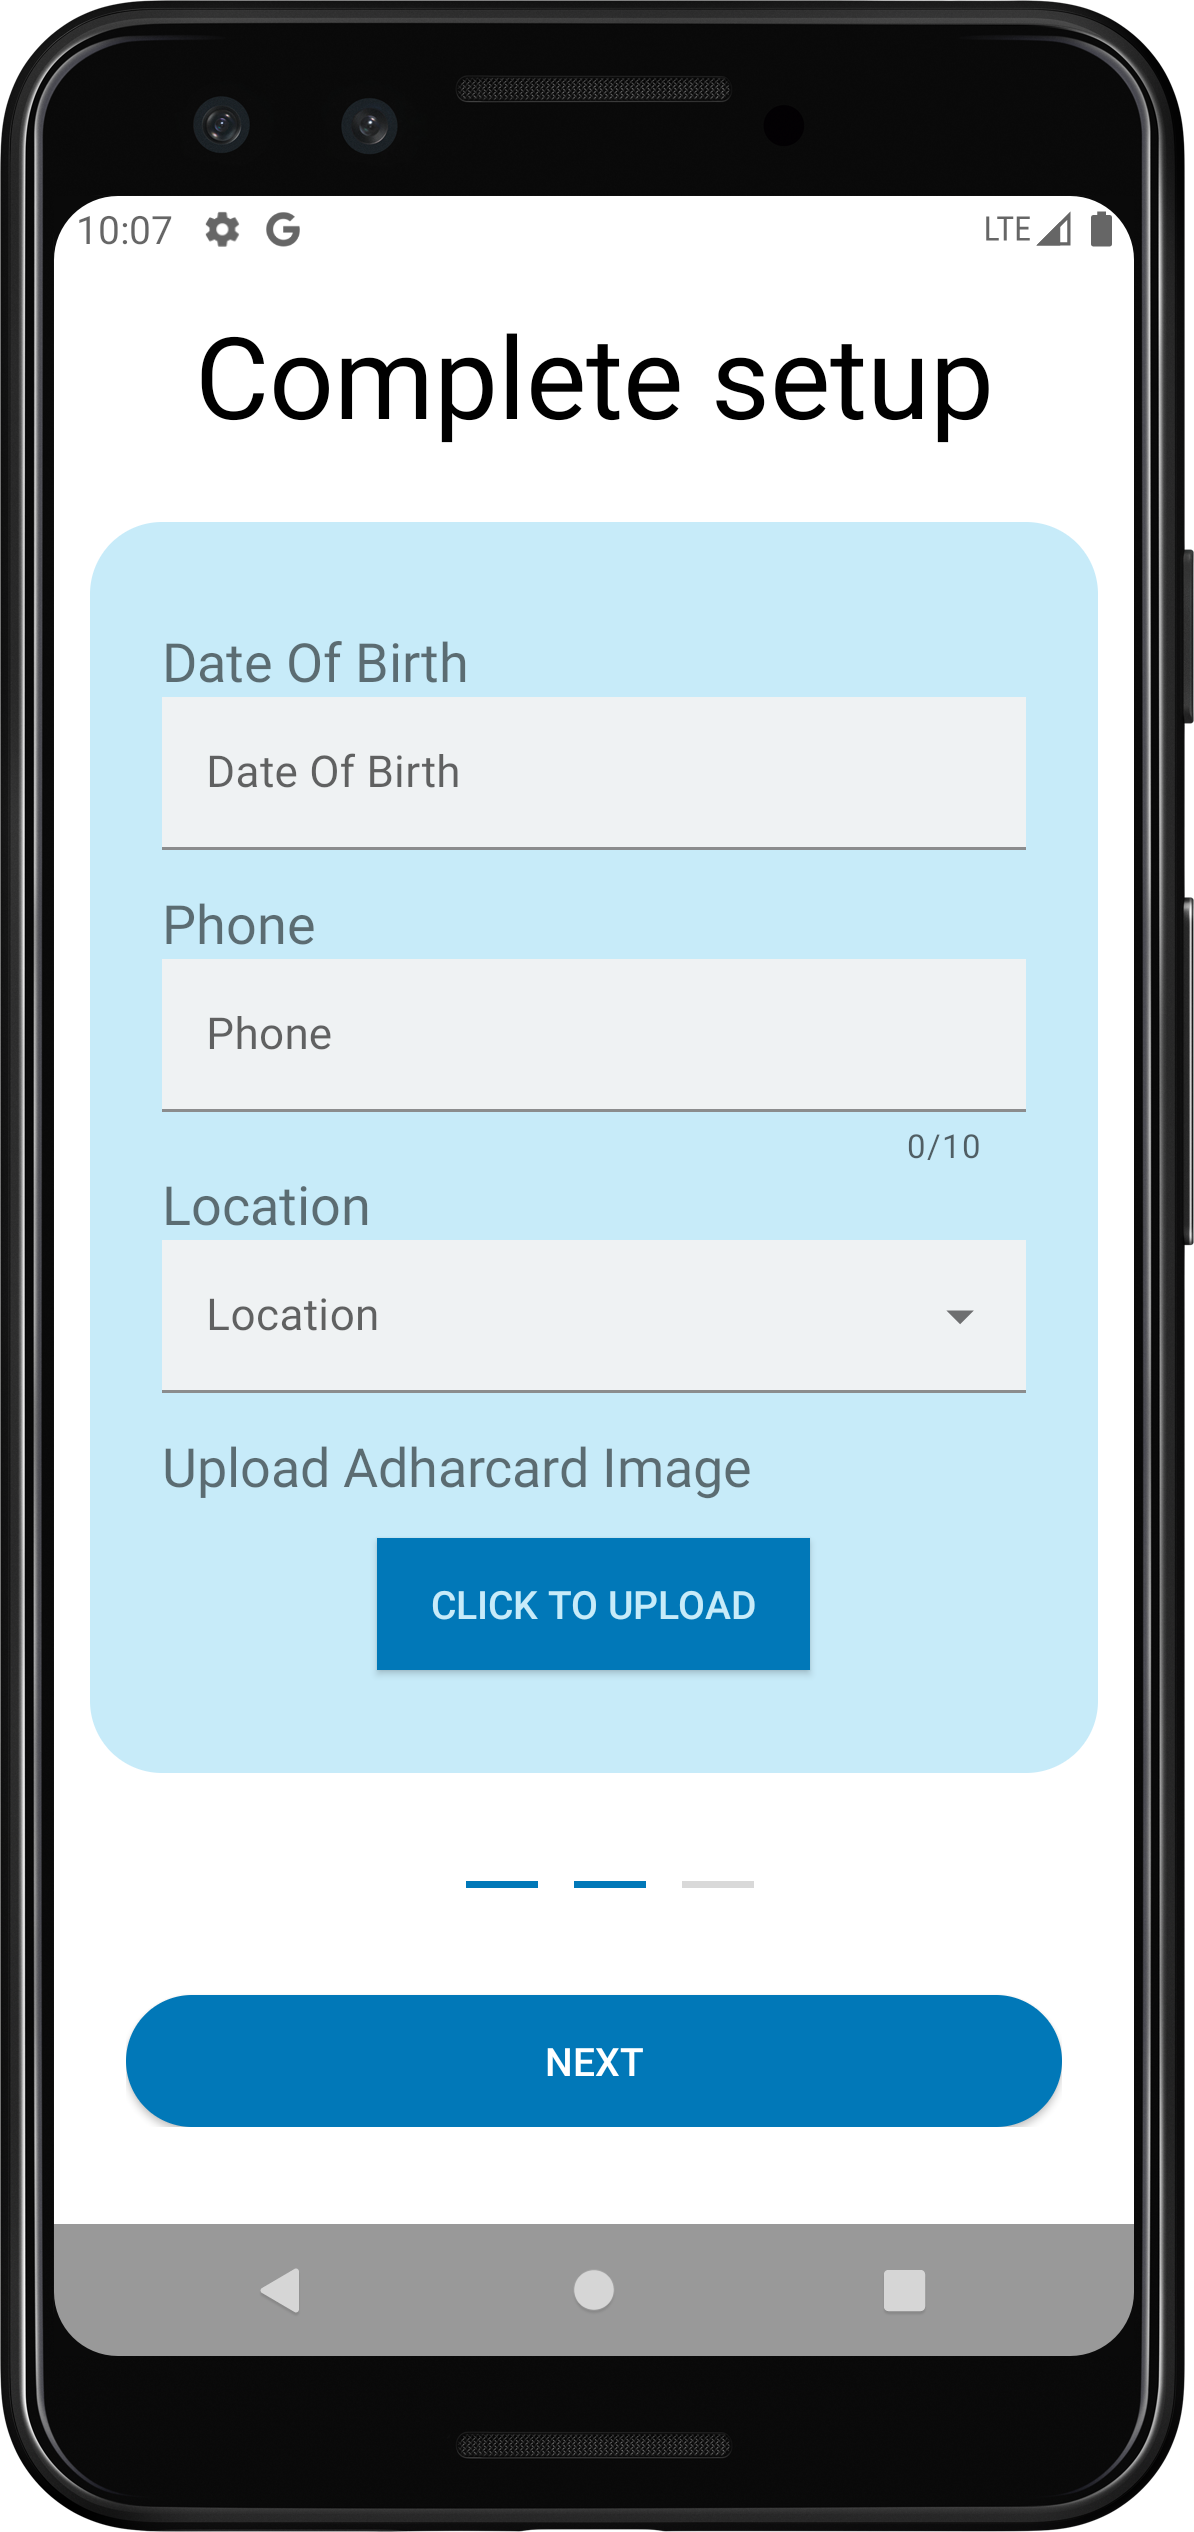 10:07 G LTE
Complete setup
Date Of Birth
Date Of Birth
Phone
Phone
0/10
Location
Location
Upload Adharcard Image
CLICK TO UPLOAD
NEXT